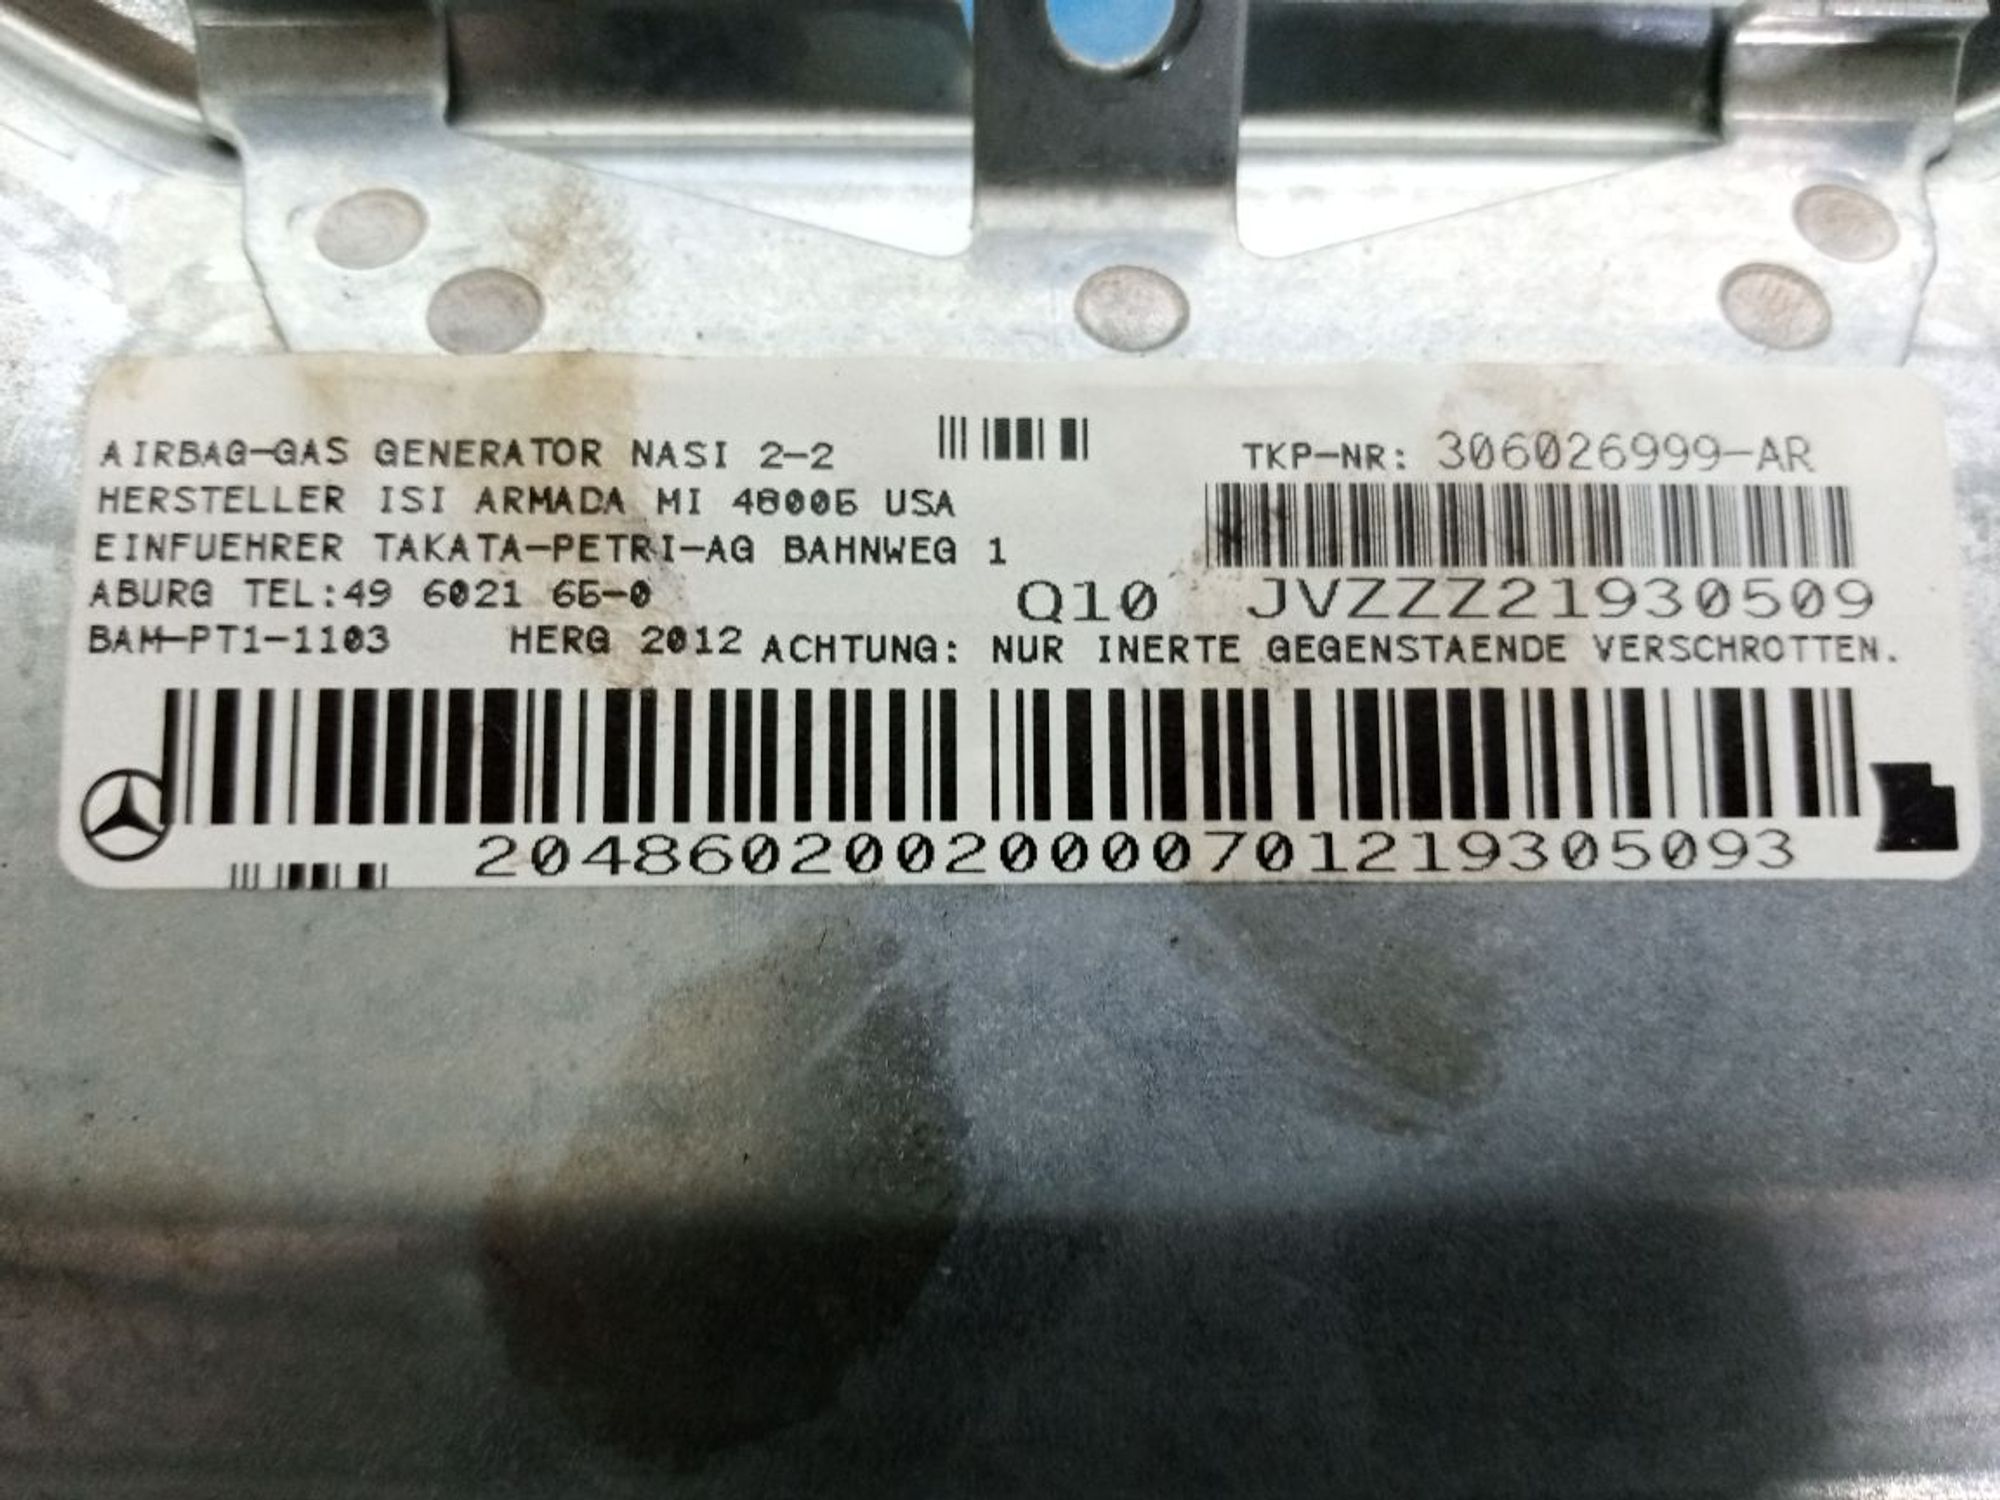 AIRBAG-GAS GENERATOR NASI 2-2
TKP-NR: 306026999-AR
HERSTELLER ISI ARMADA MI 48005 USA
EINFUEHRER TAKATA-PETRI-AG BAHNWEG 1
ABURG TEL:49 6021 65-0
Q10 JVZZZ21930509
BAM-PT1-1103 HERG 2012 ACHTUNG: NUR INERTE GEGENSTAENDE VERSCHROTTEN.
20486020020000701219305093